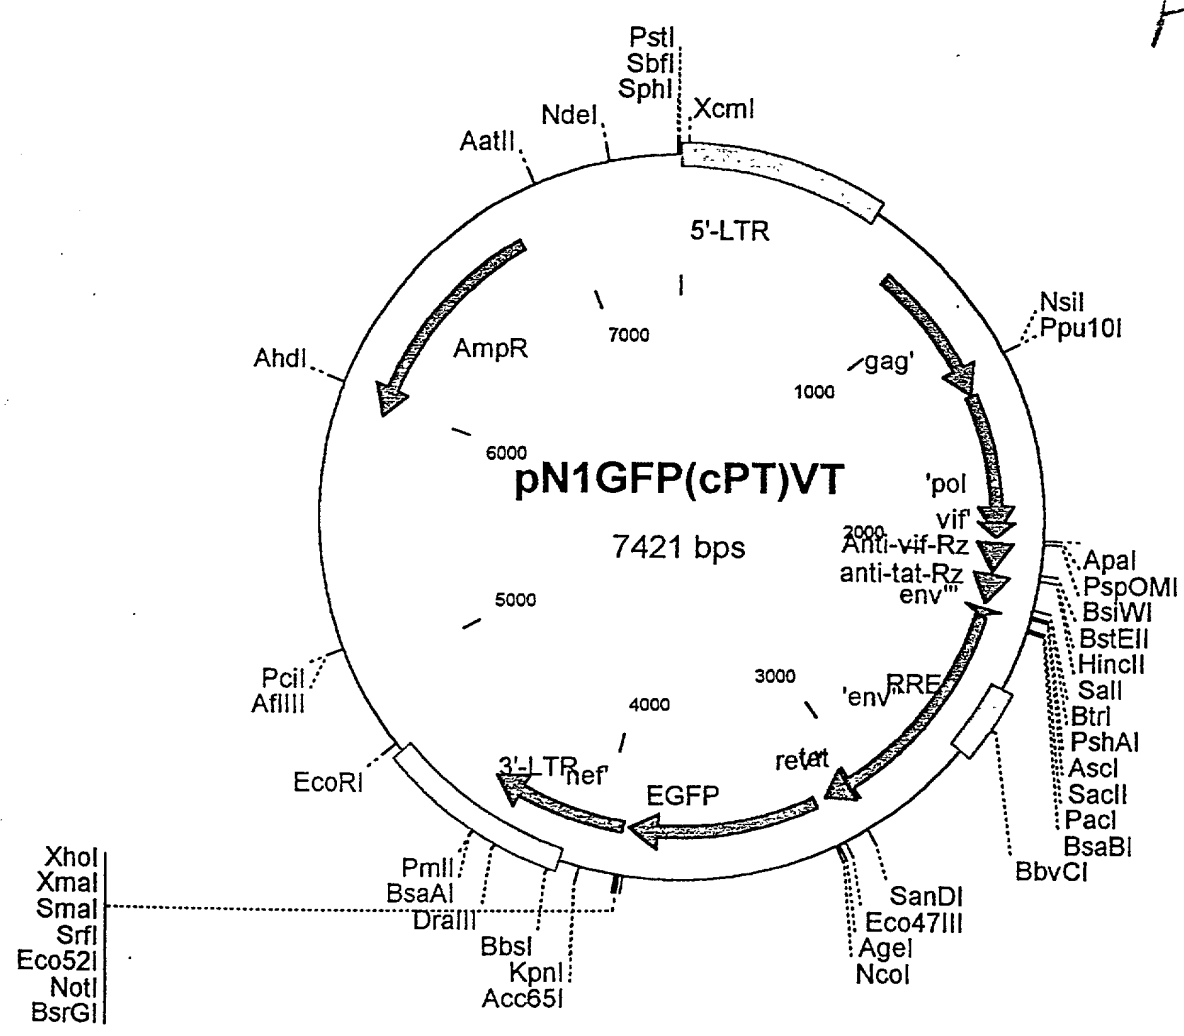 PstI
SbfI
SphI
XcmI
NdeI
AatII
5'-LTR
NsiI
Ppu10I
7000
AhdI
AmpR
gag'
1000
6000
pN1GFP(cPT)VT
'pol
vif'
2000
7421 bps
Anti-vif-Rz
anti-tat-Rz
env'''
ApaI
PspOMI
BsiWI
BstEII
HincII
SalI
BtrI
PshAI
AscI
SacII
PacI
BsaBI
BbvCI
5000
PciI
AflIII
3000
RRE
'env''
4000
tat
3'-LTR
nef'
EGFP
EcoRI
PmlI
BsaAI
DraIII
BbsI
KpnI
Acc65I
SanDI
Eco47III
AgeI
NcoI
XhoI
XmaI
SmaI
SrfI
Eco52I
NotI
BsrGI